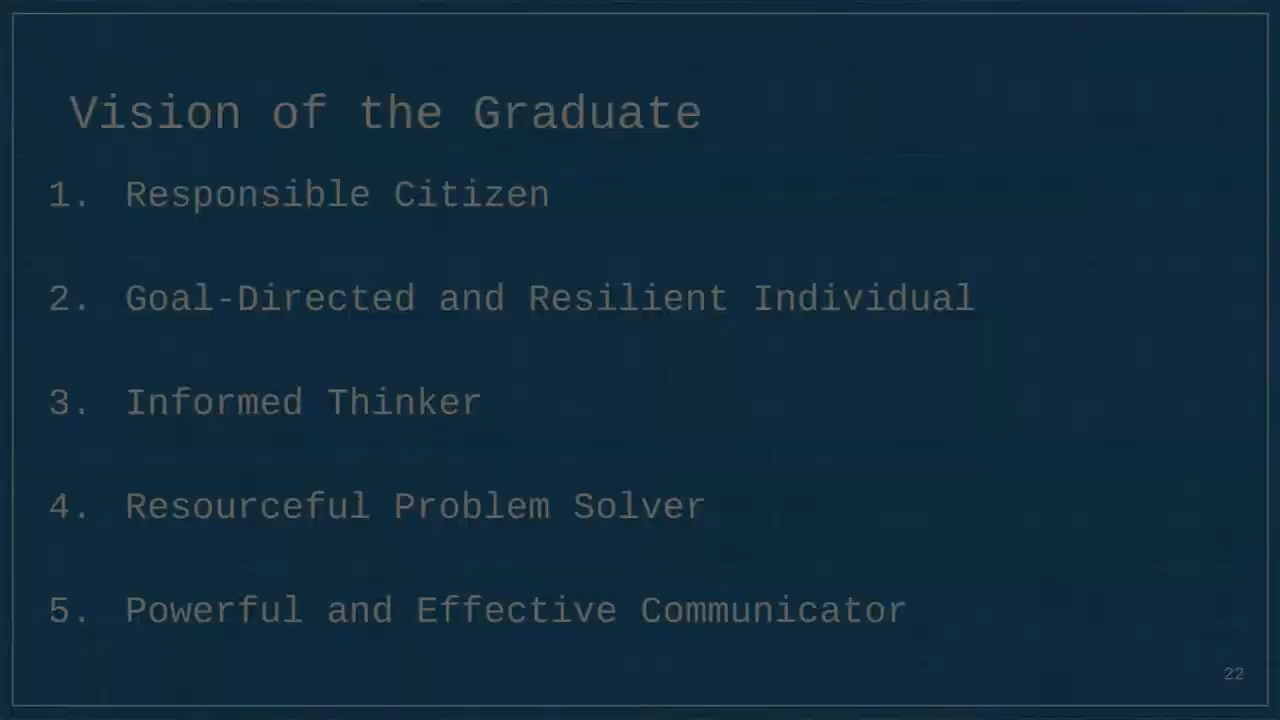 Vision of the Graduate
1. Responsible Citizen
2. Goal-Directed and Resilient Individual
3. Informed Thinker
4. Resourceful Problem Solver
5. Powerful and Effective Communicator
22